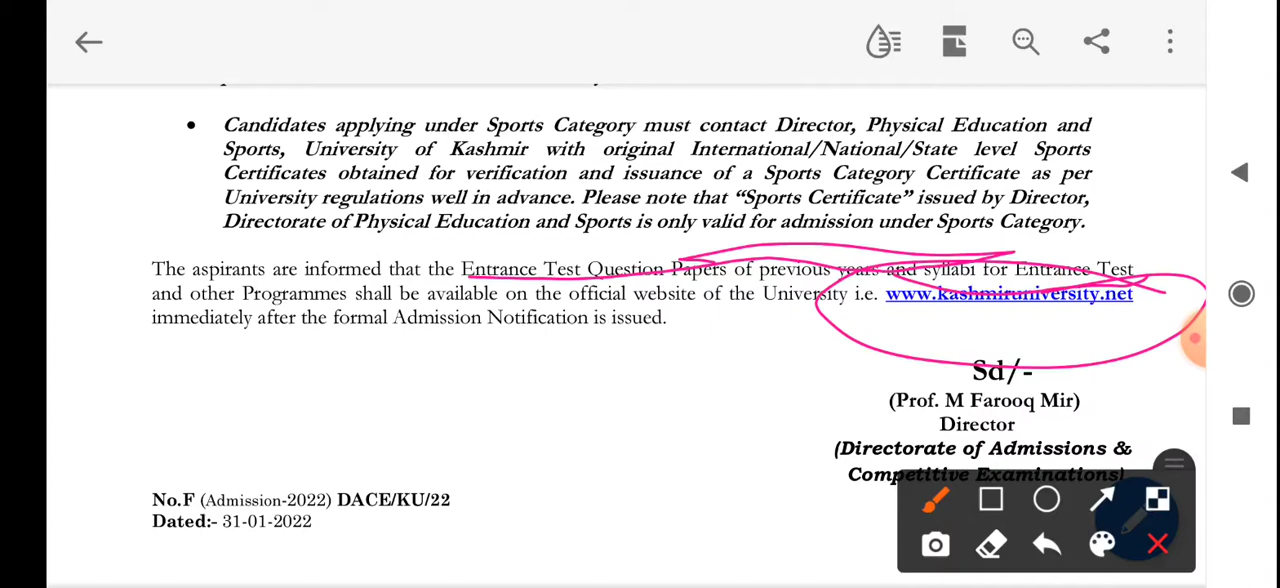 • Candidates applying under Sports Category must contact Director, Physical Education and
Sports, University of Kashmir with original International/National/State level Sports
Certificates obtained for verification and issuance of a Sports Category Certificate as per
University regulations well in advance. Please note that “Sports Certificate” issued by Director,
Directorate of Physical Education and Sports is only valid for admission under Sports Category.
The aspirants are informed that the Entrance Test Question Papers of previous years and syllabi for Entrance Test
and other Programmes shall be available on the official website of the University i.e. www.kashmiruniversity.net
immediately after the formal Admission Notification is issued.
Sd/-
(Prof. M Farooq Mir)
Director
(Directorate of Admissions &
Competitive Examinations)
No.F (Admission-2022) DACE/KU/22
Dated:- 31-01-2022